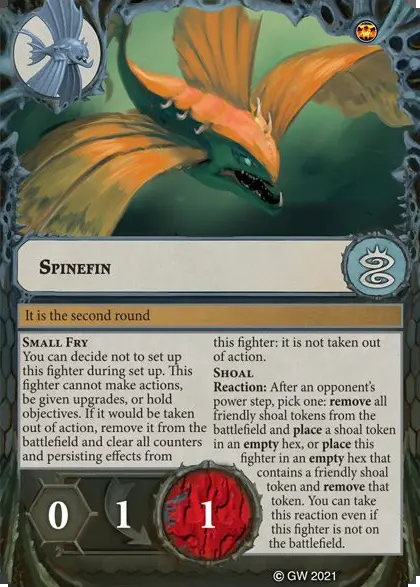 SPINEFIN
It is the second round
SMALL FRY
You can decide not to set up
this fighter during set up. This
fighter cannot make actions,
be given upgrades, or hold
objectives. If it would be taken
out of action, remove it from the
battlefield and clear all counters
and persisting effects from
this fighter: it is not taken out
of action.
SHOAL
Reaction: After an opponent's
power step, pick one: remove all
friendly shoal tokens from the
battlefield and place a shoal token
in an empty hex, or place this
fighter in an empty hex that
contains a friendly shoal
token and remove that
token. You can take
this reaction even if
this fighter is not on
the battlefield.
0 1 1
© GW 2021